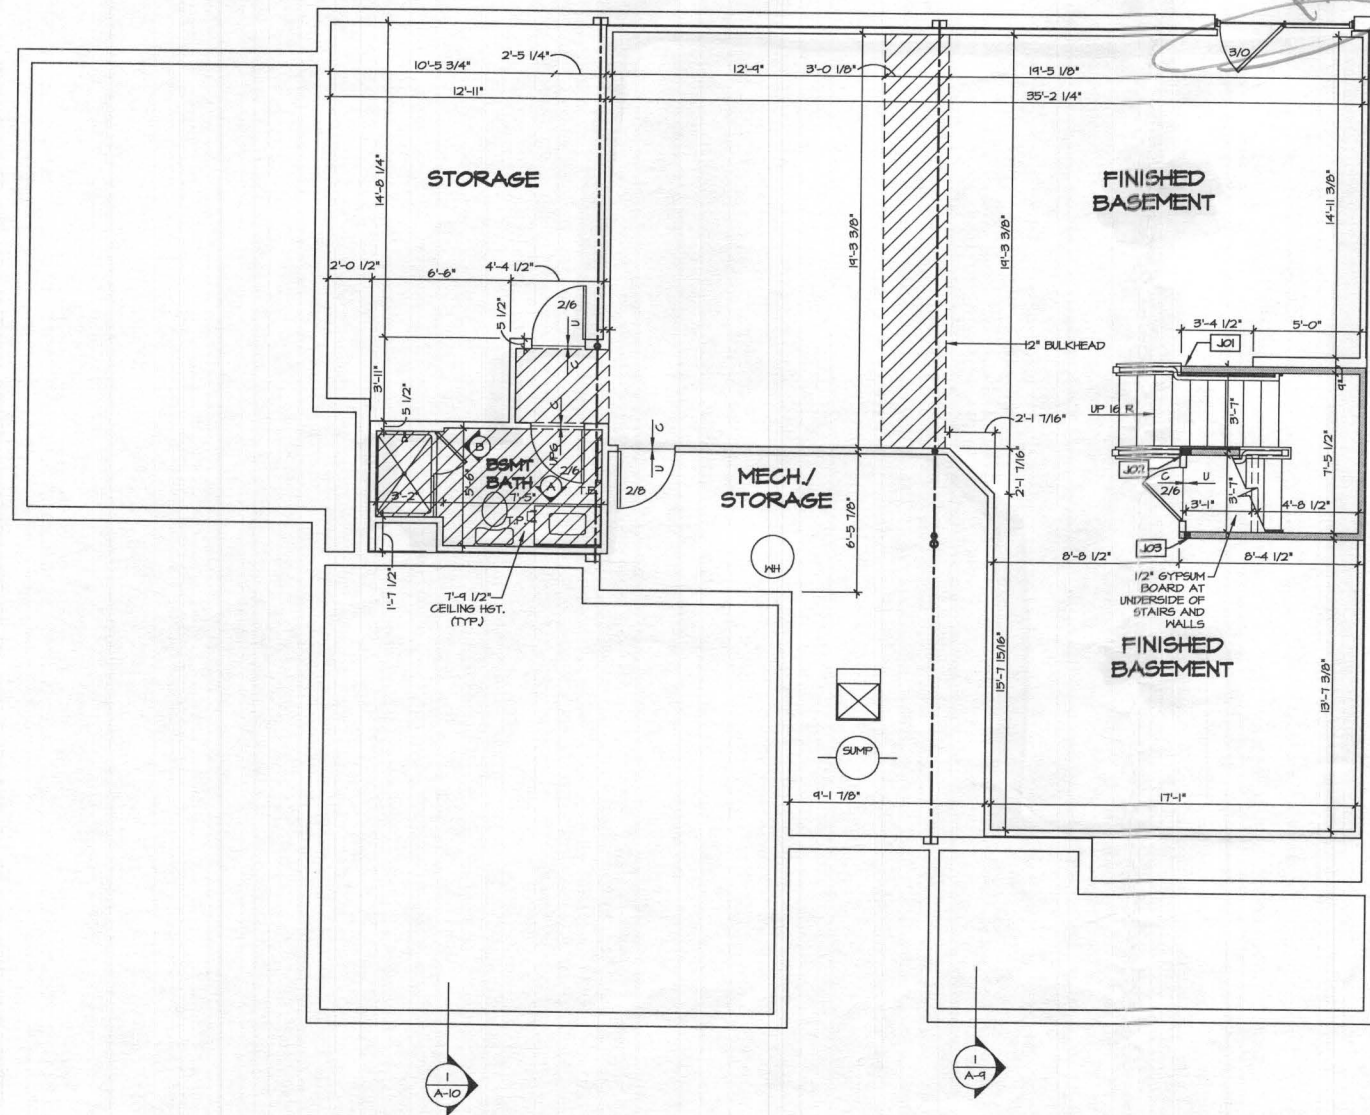 3/0
2'-5 1/4"
10'-5 3/4"
12'-9"
3'-0 1/8"
19'-5 1/8"
12'-11"
35'-2 1/4"
STORAGE
FINISHED
BASEMENT
14'-8 1/4"
19'-3 3/8"
19'-3 3/8"
14'-11 3/8"
2'-0 1/2"
6'-6"
4'-4 1/2"
2/6
U
C
5 1/2"
3'-4 1/2"
5'-0"
J01
12" BULKHEAD
3'-11"
5 1/2"
9"
UP 16 R
3'-7"
2'-1 7/16"
2'-1 7/16"
C
C
U
B
BSMT
BATH
2/6
A
5'-6"
3'-2"
7'-5"
T.P.
2/8
MECH./
STORAGE
J02
C
U
2/6
3'-7"
7'-5 1/2"
3'-1"
4'-8 1/2"
6'-5 7/8"
J03
8'-8 1/2"
8'-4 1/2"
WH
1'-7 1/2"
7'-9 1/2"
CEILING HGT.
(TYP.)
1/2" GYPSUM
BOARD AT
UNDERSIDE OF
STAIRS AND
WALLS
FINISHED
BASEMENT
15'-7 15/16"
13'-7 3/8"
SUMP
9'-1 7/8"
17'-1"
1
A-10
1
A-9